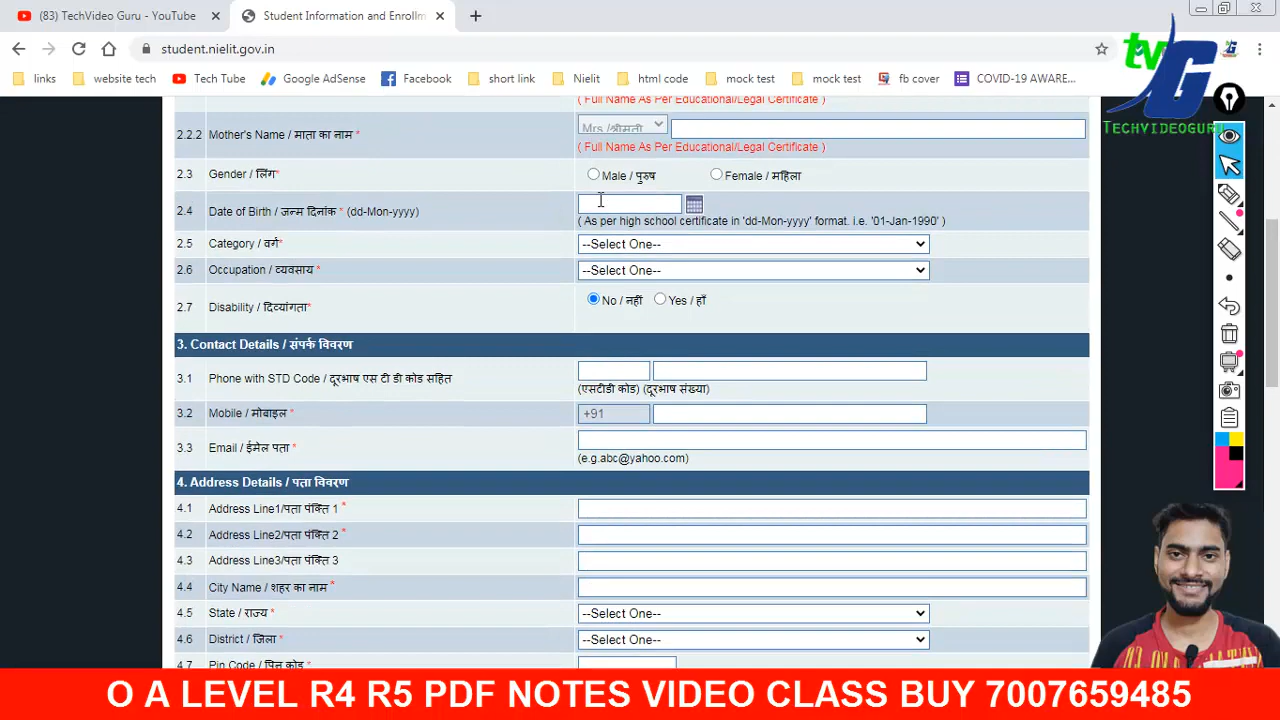 (83) TechVideo Guru - YouTube
Student Information and Enrollm
student.nielit.gov.in
links
website tech
Tech Tube
Google AdSense
Facebook
short link
Nielit
html code
mock test
mock test
fb cover
COVID-19 AWARE...
TECHVIDEOGURU
( Full Name As Per Educational/Legal Certificate )
2.2.2 Mother's Name / माता का नाम * Mrs /श्रीमती
( Full Name As Per Educational/Legal Certificate )
2.3 Gender / लिंग* Male / पुरुष Female / महिला
2.4 Date of Birth / जन्म दिनांक * (dd-Mon-yyyy)
( As per high school certificate in 'dd-Mon-yyyy' format. i.e. '01-Jan-1990' )
2.5 Category / वर्ग* --Select One--
2.6 Occupation / व्यवसाय * --Select One--
2.7 Disability / दिव्यांगता* No / नहीं Yes / हाँ
3. Contact Details / संपर्क विवरण
3.1 Phone with STD Code / दूरभाष एस टी डी कोड सहित
(एसटीडी कोड) (दूरभाष संख्या)
3.2 Mobile / मोबाइल * +91
3.3 Email / ईमेल पता *
(e.g.abc@yahoo.com)
4. Address Details / पता विवरण
4.1 Address Line1/पता पंक्ति 1 *
4.2 Address Line2/पता पंक्ति 2 *
4.3 Address Line3/पता पंक्ति 3
4.4 City Name / शहर का नाम *
4.5 State / राज्य * --Select One--
4.6 District / जिला * --Select One--
4.7 Pin Code / पिन कोड *
O A LEVEL R4 R5 PDF NOTES VIDEO CLASS BUY 7007659485